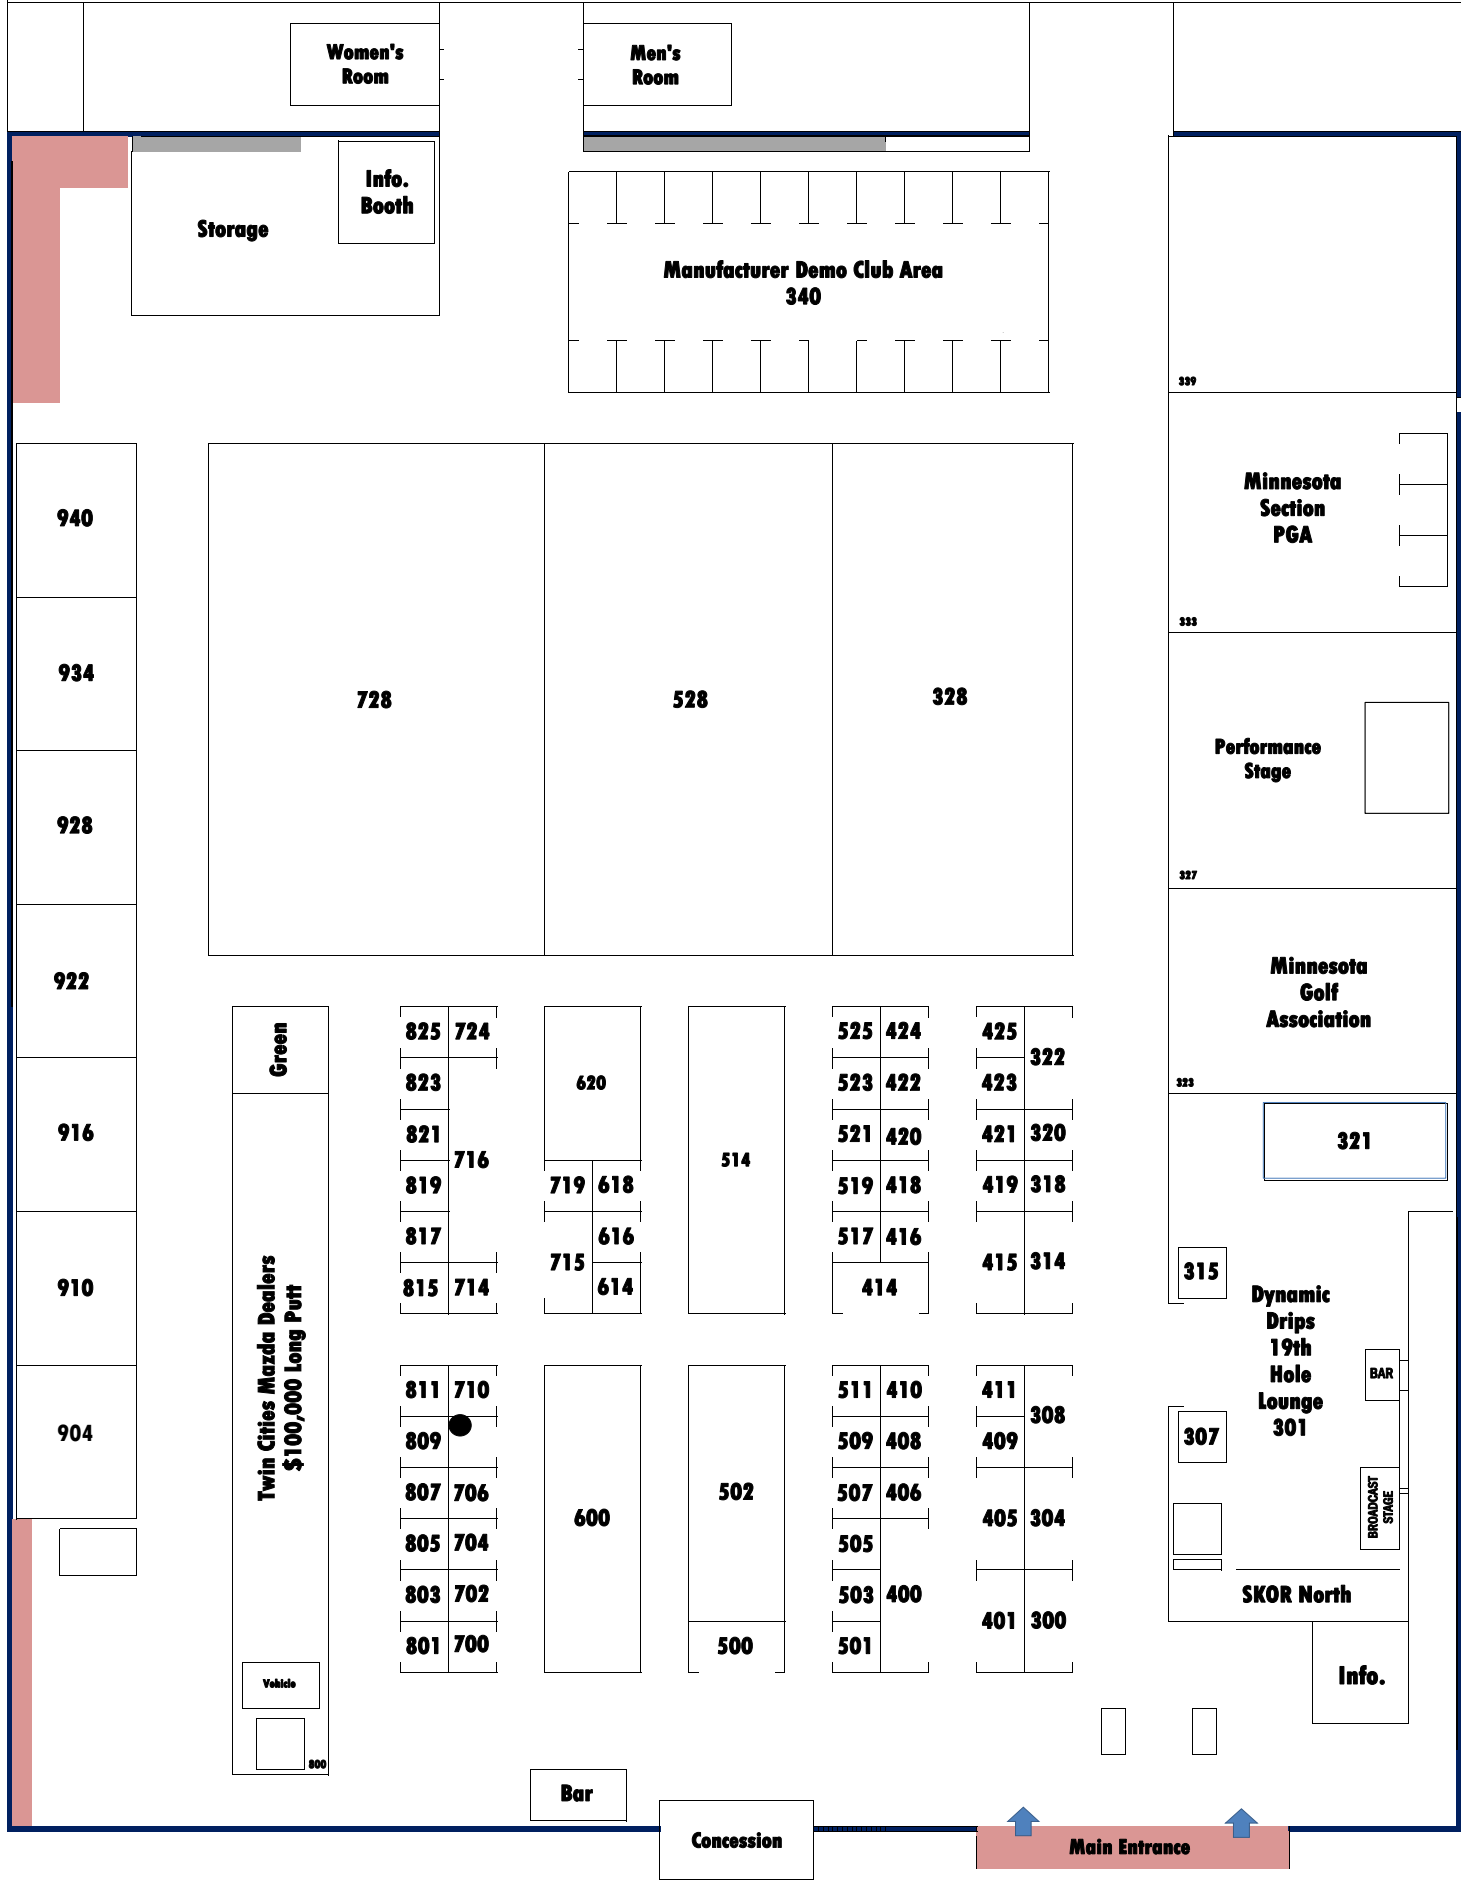 Women's
Room
Men's
Room
Info.
Booth
Storage
Manufacturer Demo Club Area
340
339
940
Minnesota
Section
PGA
333
934
728
528
328
Performance
Stage
928
327
922
Minnesota
Golf
Association
323
Green
825 724
525 424
425
322
823
620
523 422
423
321
916
821
716
514
521 420
421 320
819
719 618
519 418
419 318
817
715
616
517 416
415 314
315
910
815 714
614
414
Dynamic
Drips
19th
Hole
Lounge
301
BAR
Twin Cities Mazda Dealers
$100,000 Long Putt
811 710
511 410
411
308
904
809
509 408
409
307
807 706
502
507 406
405 304
BROADCAST
STAGE
600
805 704
505
803 702
503 400
401 300
SKOR North
801 700
500
501
Info.
Vehicle
800
Bar
Concession
Main Entrance